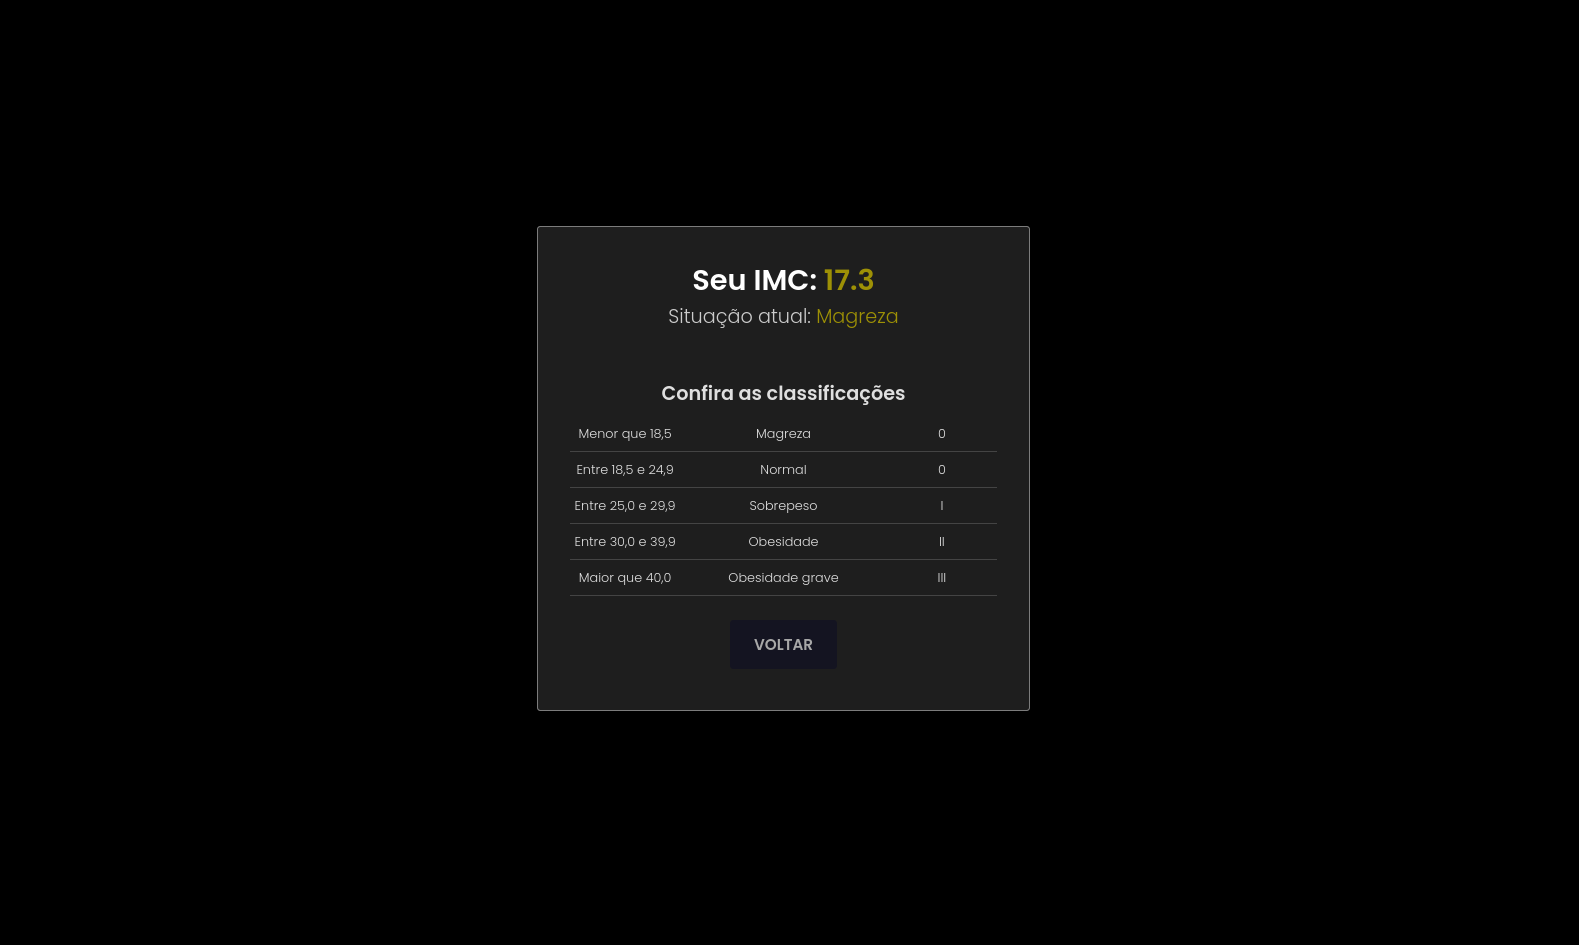 Seu IMC: 17.3
Situação atual: Magreza
Confira as classificações
Menor que 18,5 Magreza 0
Entre 18,5 e 24,9 Normal 0
Entre 25,0 e 29,9 Sobrepeso I
Entre 30,0 e 39,9 Obesidade II
Maior que 40,0 Obesidade grave III
VOLTAR